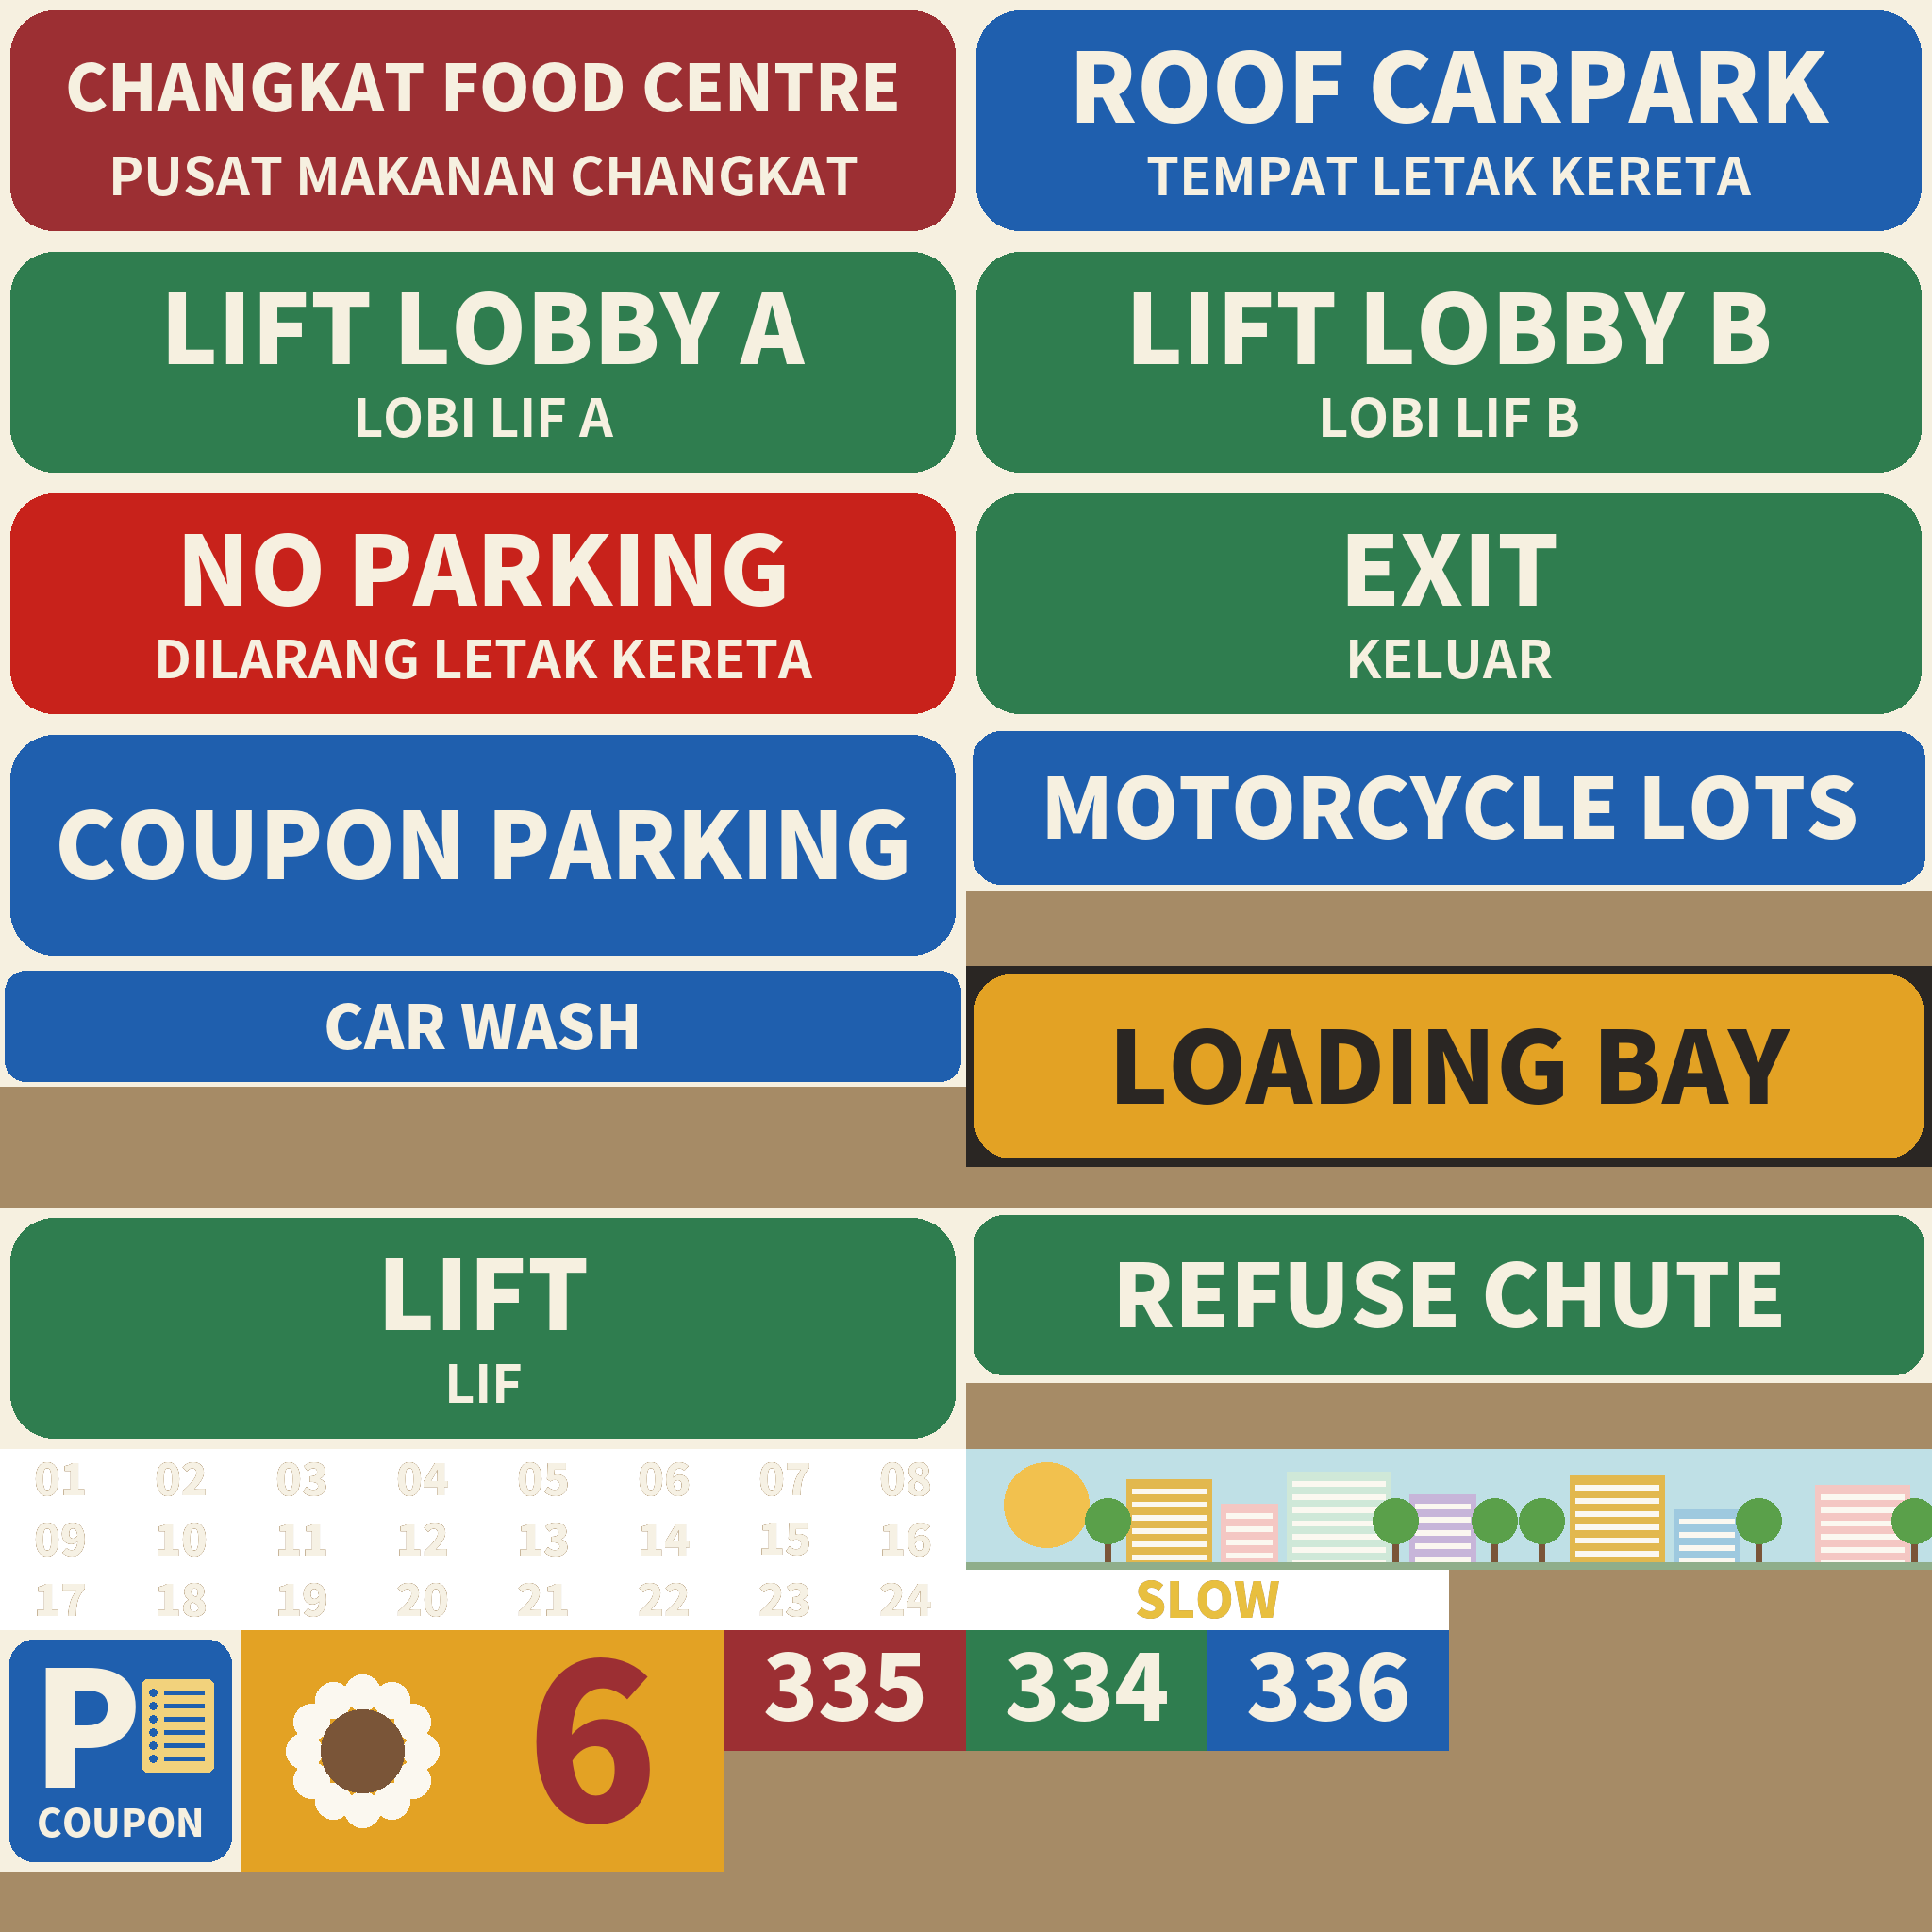 CHANGKAT FOOD CENTRE
PUSAT MAKANAN CHANGKAT
ROOF CARPARK
TEMPAT LETAK KERETA
LIFT LOBBY A
LOBI LIF A
LIFT LOBBY B
LOBI LIF B
NO PARKING
DILARANG LETAK KERETA
EXIT
KELUAR
COUPON PARKING
MOTORCYCLE LOTS
CAR WASH
LOADING BAY
LIFT
LIF
REFUSE CHUTE
01 02 03 04 05 06 07 08
09 10 11 12 13 14 15 16
17 18 19 20 21 22 23 24
SLOW
P
COUPON
6
335
334
336